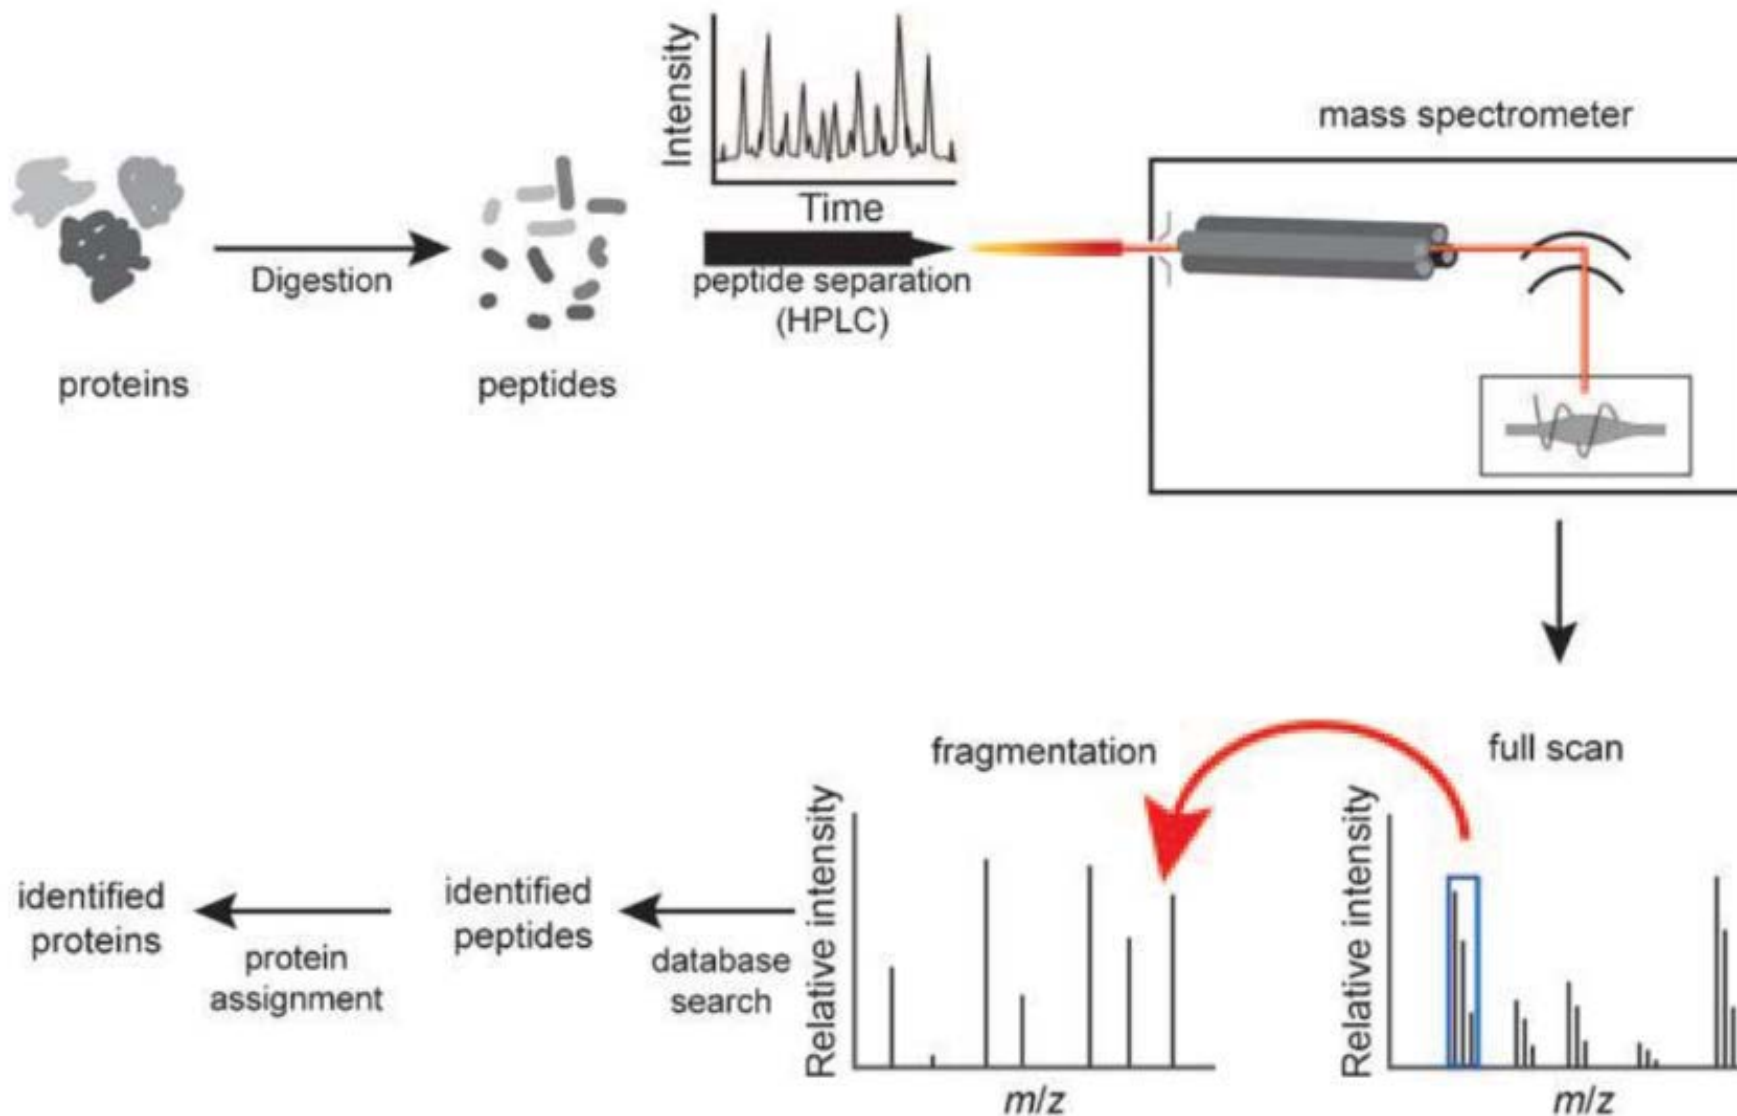 Intensity
Time
mass spectrometer
Digestion
peptide separation
(HPLC)
proteins
peptides
fragmentation
full scan
identified
proteins
protein
assignment
identified
peptides
database
search
Relative intensity
m/z
Relative intensity
m/z